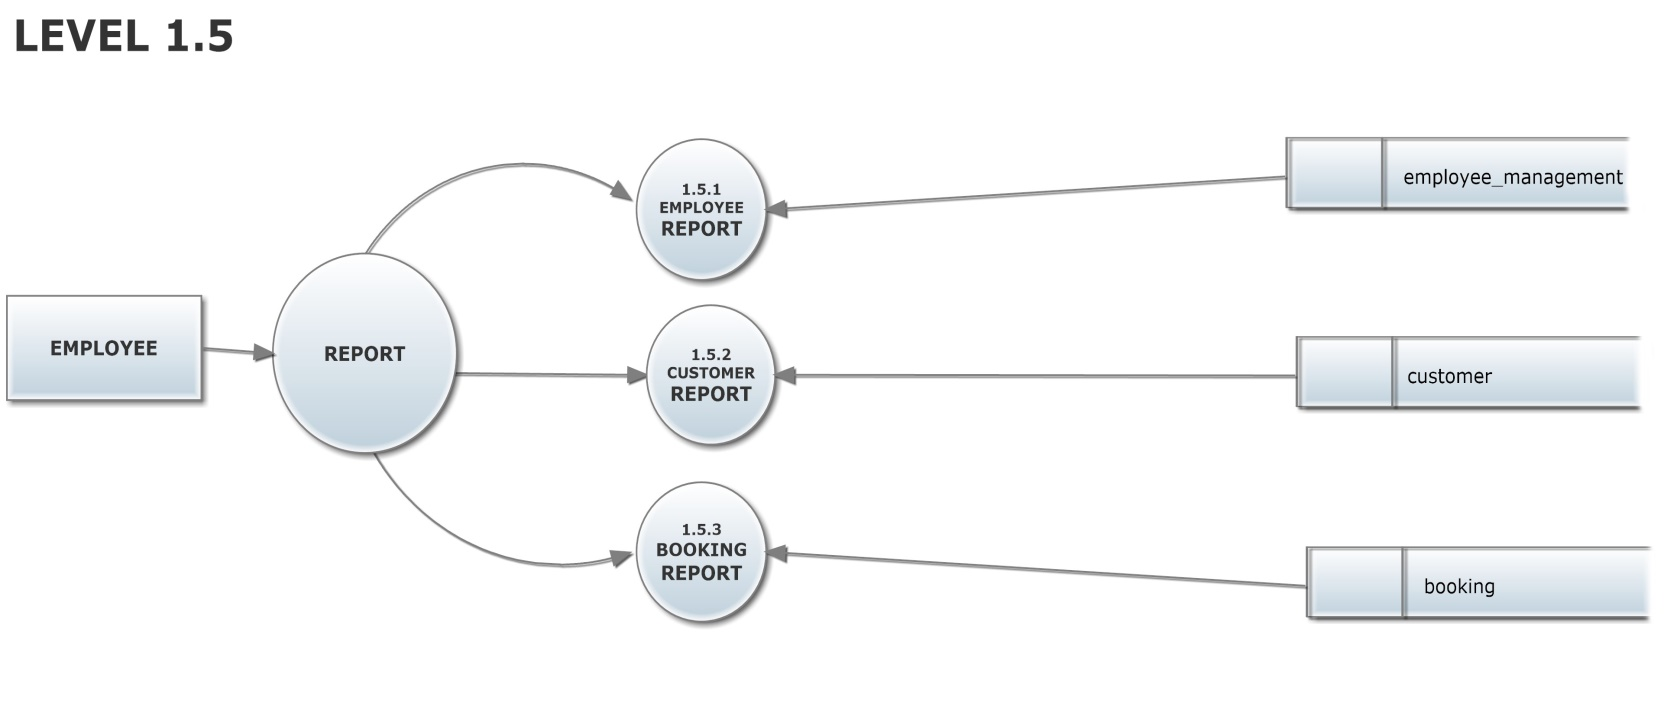 LEVEL 1.5
EMPLOYEE
REPORT
1.5.1
EMPLOYEE
REPORT
employee_management
1.5.2
CUSTOMER
REPORT
customer
1.5.3
BOOKING
REPORT
booking